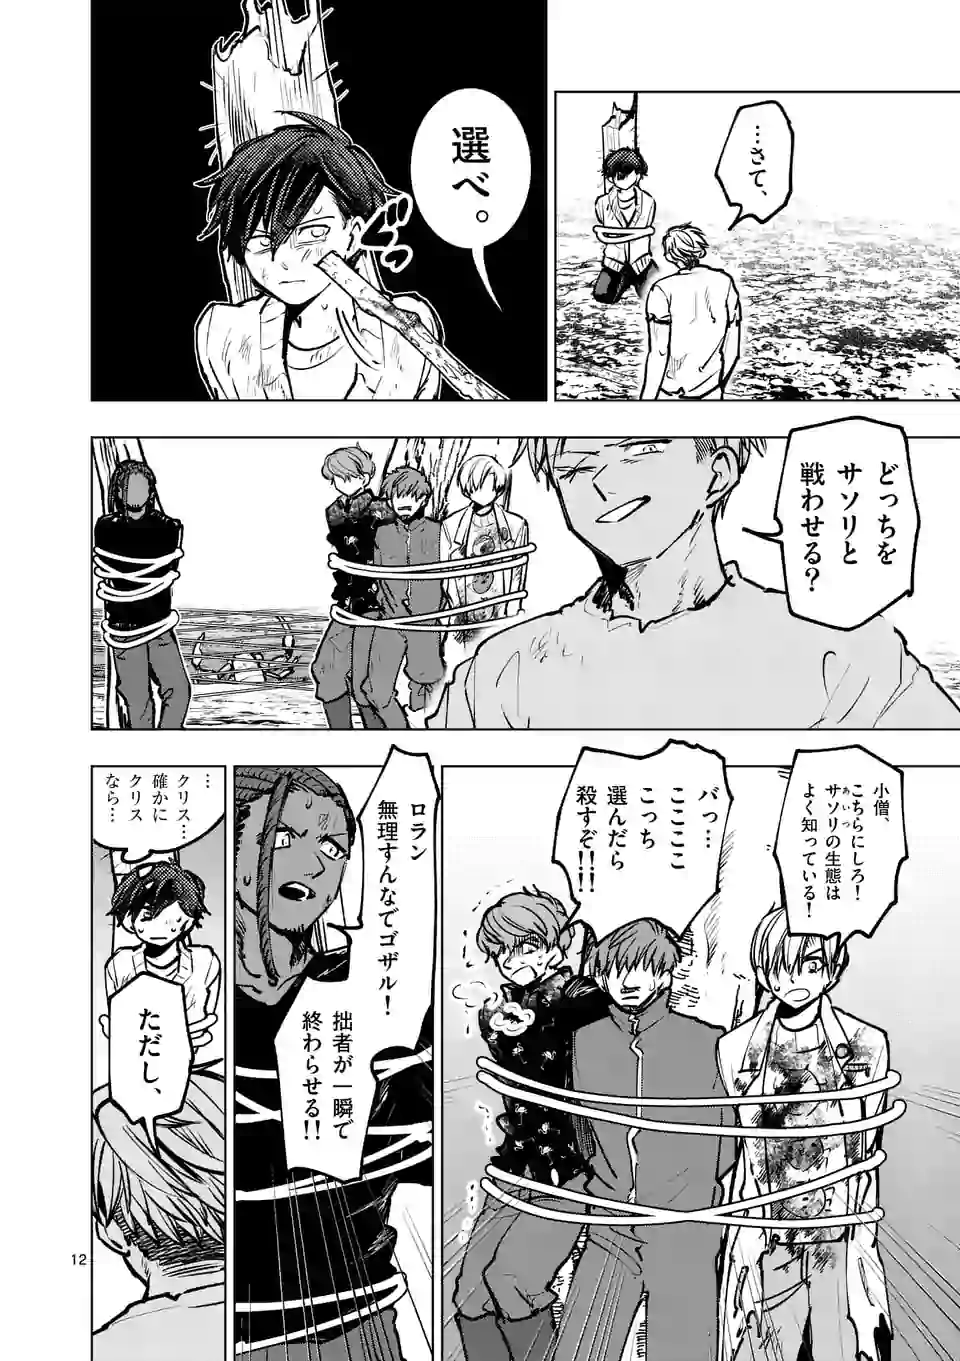 …さて、
選べ。
どっちを
サソリと
戦わせる？
小僧、
こちらにしろ！
サソリの生態は
あいつ
よく知っている！
バっ…
ここここ
こっち
選んだら
殺すぞ!!!
ロラン
無理すんなでゴザル！
拙者が一瞬で
終わらせる!!
…
クリス…
確かに
クリス
なら…
ただし、
12